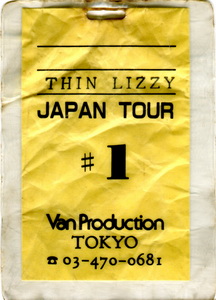 THIN LIZZY
JAPAN TOUR
#1
Van Production
TOKYO
☎ 03-470-0681